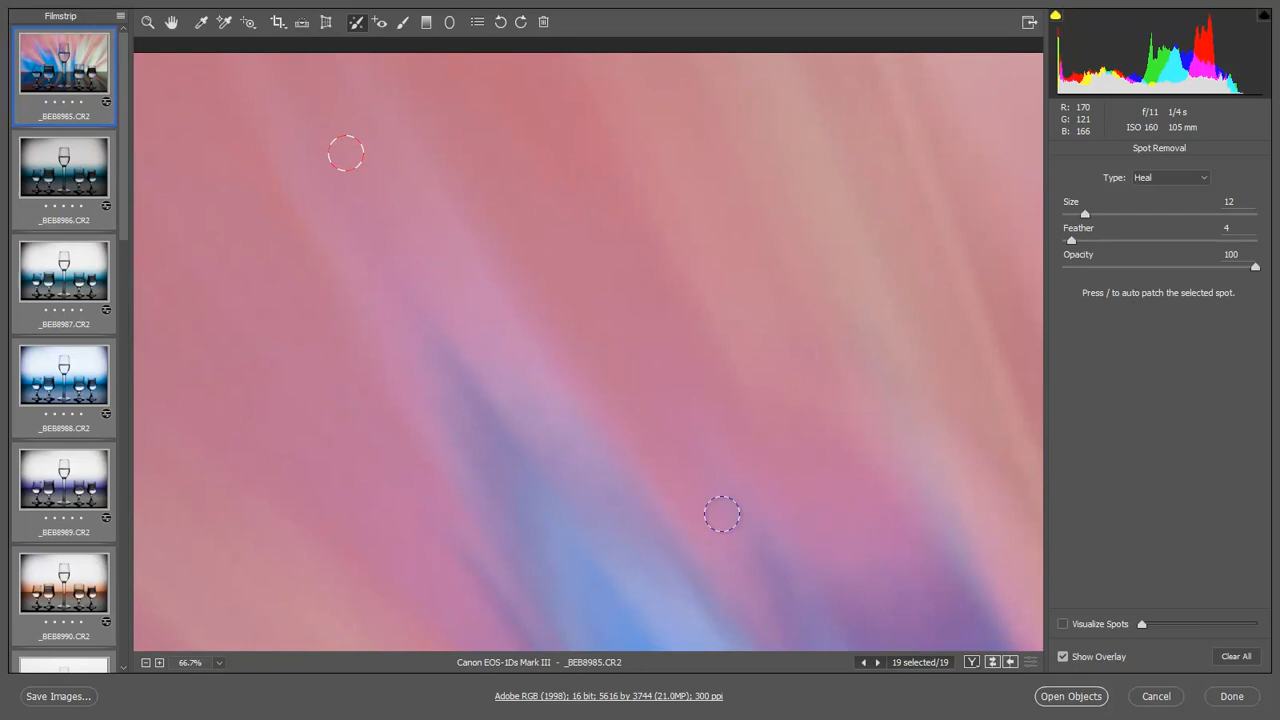 Filmstrip
_BEB8985.CR2
_BEB8986.CR2
_BEB8987.CR2
_BEB8988.CR2
_BEB8989.CR2
_BEB8990.CR2
R: 170
G: 121
B: 166
f/11 1/4 s
ISO 160 105 mm
Spot Removal
Type: Heal
Size 12
Feather 4
Opacity 100
Press / to auto patch the selected spot.
Visualize Spots
Show Overlay
Clear All
66.7%
Canon EOS-1Ds Mark III - _BEB8985.CR2
19 selected/19
Y
Save Images...
Adobe RGB (1998); 16 bit; 5616 by 3744 (21.0MP); 300 ppi
Open Objects
Cancel
Done